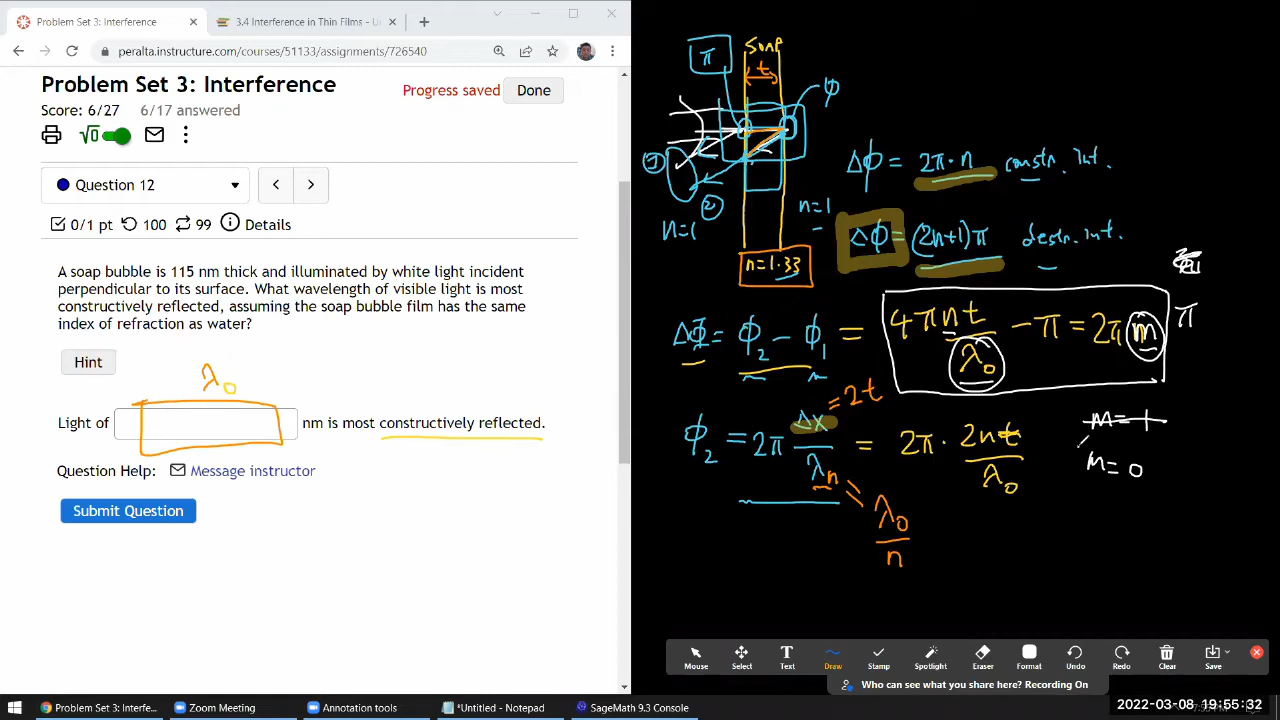 Problem Set 3: Interference
3.4 Interference in Thin Films - U
peralta.instructure.com/courses/51133/assignments/726540
Problem Set 3: Interference
Progress saved
Done
Score: 6/27
6/17 answered
√0
Question 12
0/1 pt
100
99
Details
A soap bubble is 115 nm thick and illuminated by white light incident
perpendicular to its surface. What wavelength of visible light is most
constructively reflected, assuming the soap bubble film has the same
index of refraction as water?
Hint
λ₀
Light of
nm is most constructively reflected.
Question Help:
Message instructor
Submit Question
soap
π
t
φ
①
②
n=1
n=1
n=1.33
Δϕ = 2π·n constr. int.
Δϕ = (2n+1)π destr. int.
ΔΦ = ϕ₂ - ϕ₁ = 4πnt/λ₀ - π = 2πm
π
= 2t
ϕ₂ = 2π Δx/λn = 2π · 2nt/λ₀
= λ₀/n
m = 1
m = 0
Mouse
Select
Text
Draw
Stamp
Spotlight
Eraser
Format
Undo
Redo
Clear
Save
Who can see what you share here? Recording On
Problem Set 3: Interfe...
Zoom Meeting
Annotation tools
*Untitled - Notepad
SageMath 9.3 Console
2022-03-08 19:55:32